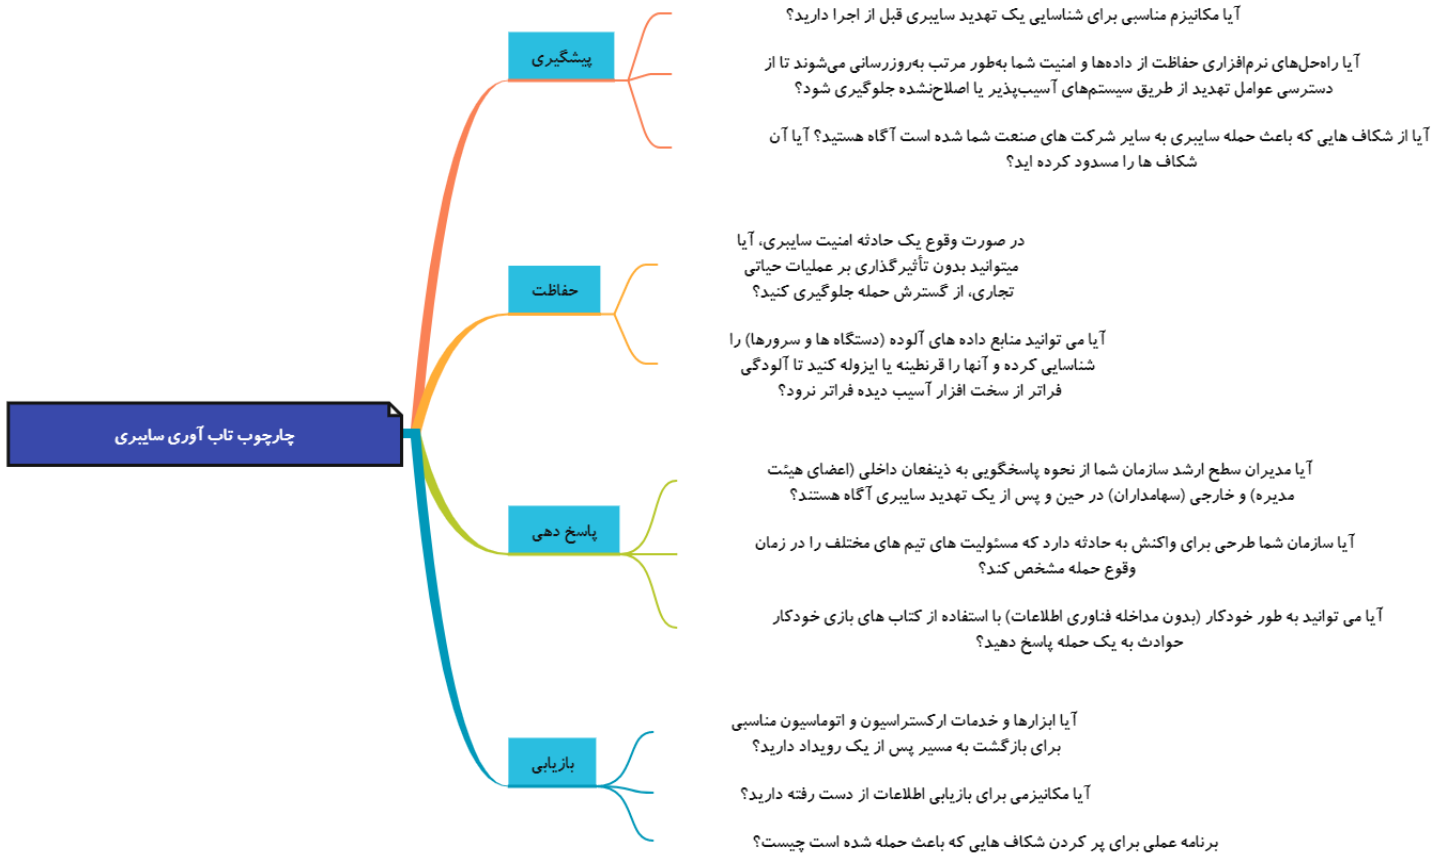 چارچوب تاب آوری سایبری
پیشگیری
آیا مکانیزم مناسبی برای شناسایی یک تهدید سایبری قبل از اجرا دارید؟
آیا راه‌حل‌های نرم‌افزاری حفاظت از داده‌ها و امنیت شما به‌طور مرتب به‌روزرسانی می‌شوند تا از
دسترسی عوامل تهدید از طریق سیستم‌های آسیب‌پذیر یا اصلاح‌نشده جلوگیری شود؟
آیا از شکاف هایی که باعث حمله سایبری به سایر شرکت های صنعت شما شده است آگاه هستید؟ آیا آن
شکاف ها را مسدود کرده اید؟
حفاظت
در صورت وقوع یک حادثه امنیت سایبری، آیا
میتوانید بدون تأثیرگذاری بر عملیات حیاتی
تجاری، از گسترش حمله جلوگیری کنید؟
آیا می توانید منابع داده های آلوده (دستگاه ها و سرورها) را
شناسایی کرده و آنها را قرنطینه یا ایزوله کنید تا آلودگی
فراتر از سخت افزار آسیب دیده فراتر نرود؟
پاسخ دهی
آیا مدیران سطح ارشد سازمان شما از نحوه پاسخگویی به ذینفعان داخلی (اعضای هیئت
مدیره) و خارجی (سهامداران) در حین و پس از یک تهدید سایبری آگاه هستند؟
آیا سازمان شما طرحی برای واکنش به حادثه دارد که مسئولیت های تیم های مختلف را در زمان
وقوع حمله مشخص کند؟
آیا می توانید به طور خودکار (بدون مداخله فناوری اطلاعات) با استفاده از کتاب های بازی خودکار
حوادث به یک حمله پاسخ دهید؟
بازیابی
آیا ابزارها و خدمات ارکستراسیون و اتوماسیون مناسبی
برای بازگشت به مسیر پس از یک رویداد دارید؟
آیا مکانیزمی برای بازیابی اطلاعات از دست رفته دارید؟
برنامه عملی برای پر کردن شکاف هایی که باعث حمله شده است چیست؟